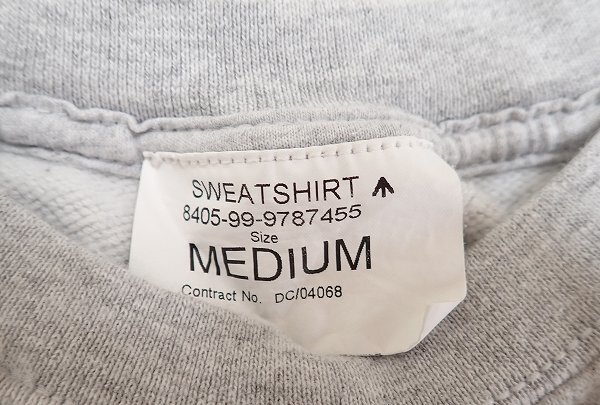 SWEATSHIRT
8405-99-9787455
Size
MEDIUM
Contract No. DC/04068